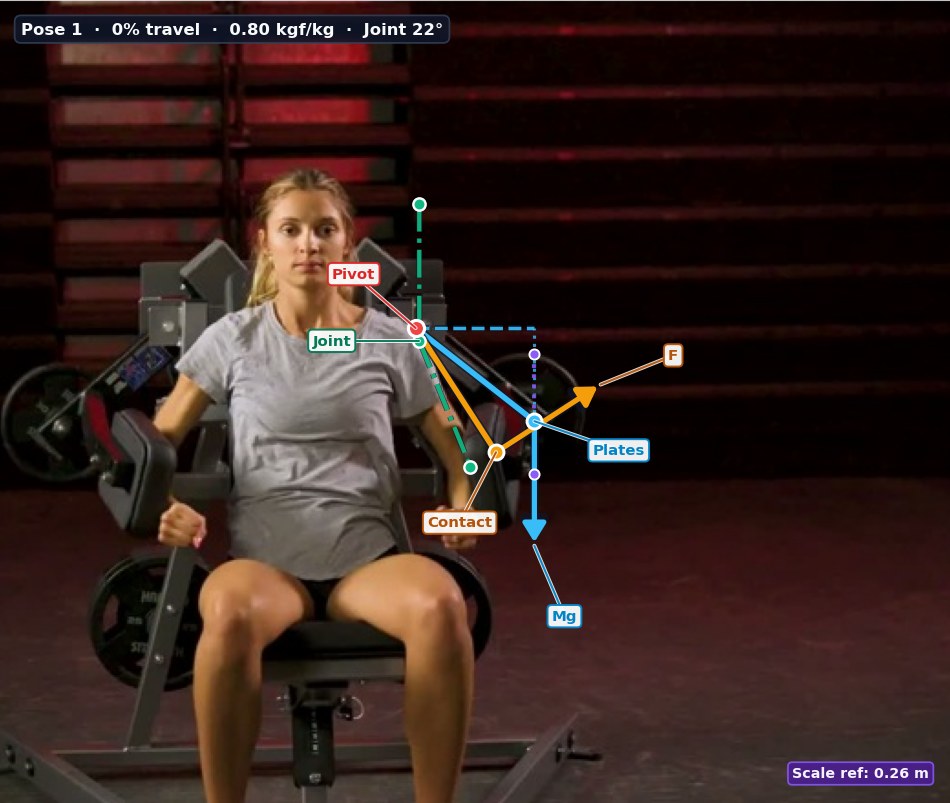 Pose 1 · 0% travel · 0.80 kgf/kg · Joint 22°
Pivot
Joint
F
Plates
Contact
Mg
Scale ref: 0.26 m